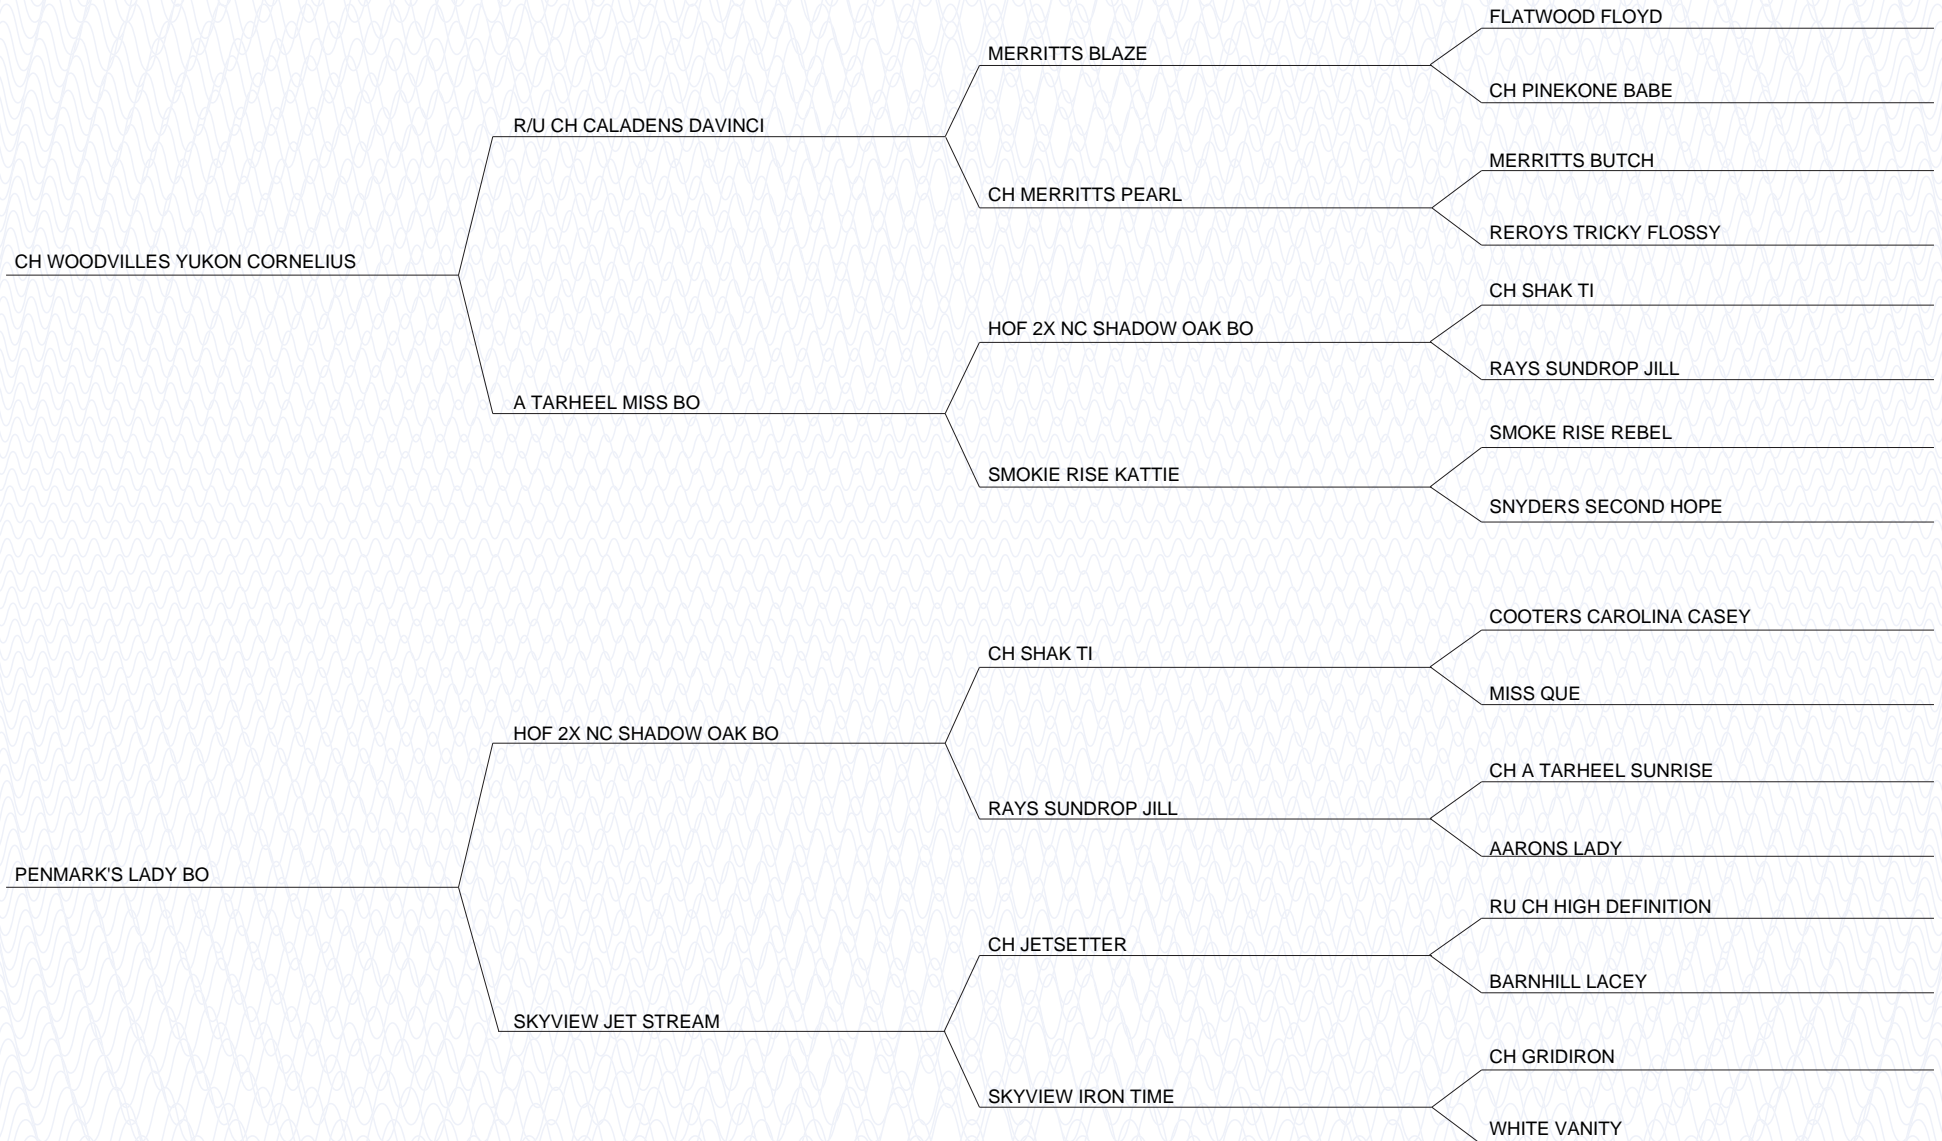 FLATWOOD FLOYD
MERRITTS BLAZE
CH PINEKONE BABE
R/U CH CALADENS DAVINCI
MERRITTS BUTCH
CH MERRITTS PEARL
REROYS TRICKY FLOSSY
CH WOODVILLES YUKON CORNELIUS
CH SHAK TI
HOF 2X NC SHADOW OAK BO
RAYS SUNDROP JILL
A TARHEEL MISS BO
SMOKE RISE REBEL
SMOKIE RISE KATTIE
SNYDERS SECOND HOPE
COOTERS CAROLINA CASEY
CH SHAK TI
MISS QUE
HOF 2X NC SHADOW OAK BO
CH A TARHEEL SUNRISE
RAYS SUNDROP JILL
AARONS LADY
PENMARK'S LADY BO
RU CH HIGH DEFINITION
CH JETSETTER
BARNHILL LACEY
SKYVIEW JET STREAM
CH GRIDIRON
SKYVIEW IRON TIME
WHITE VANITY